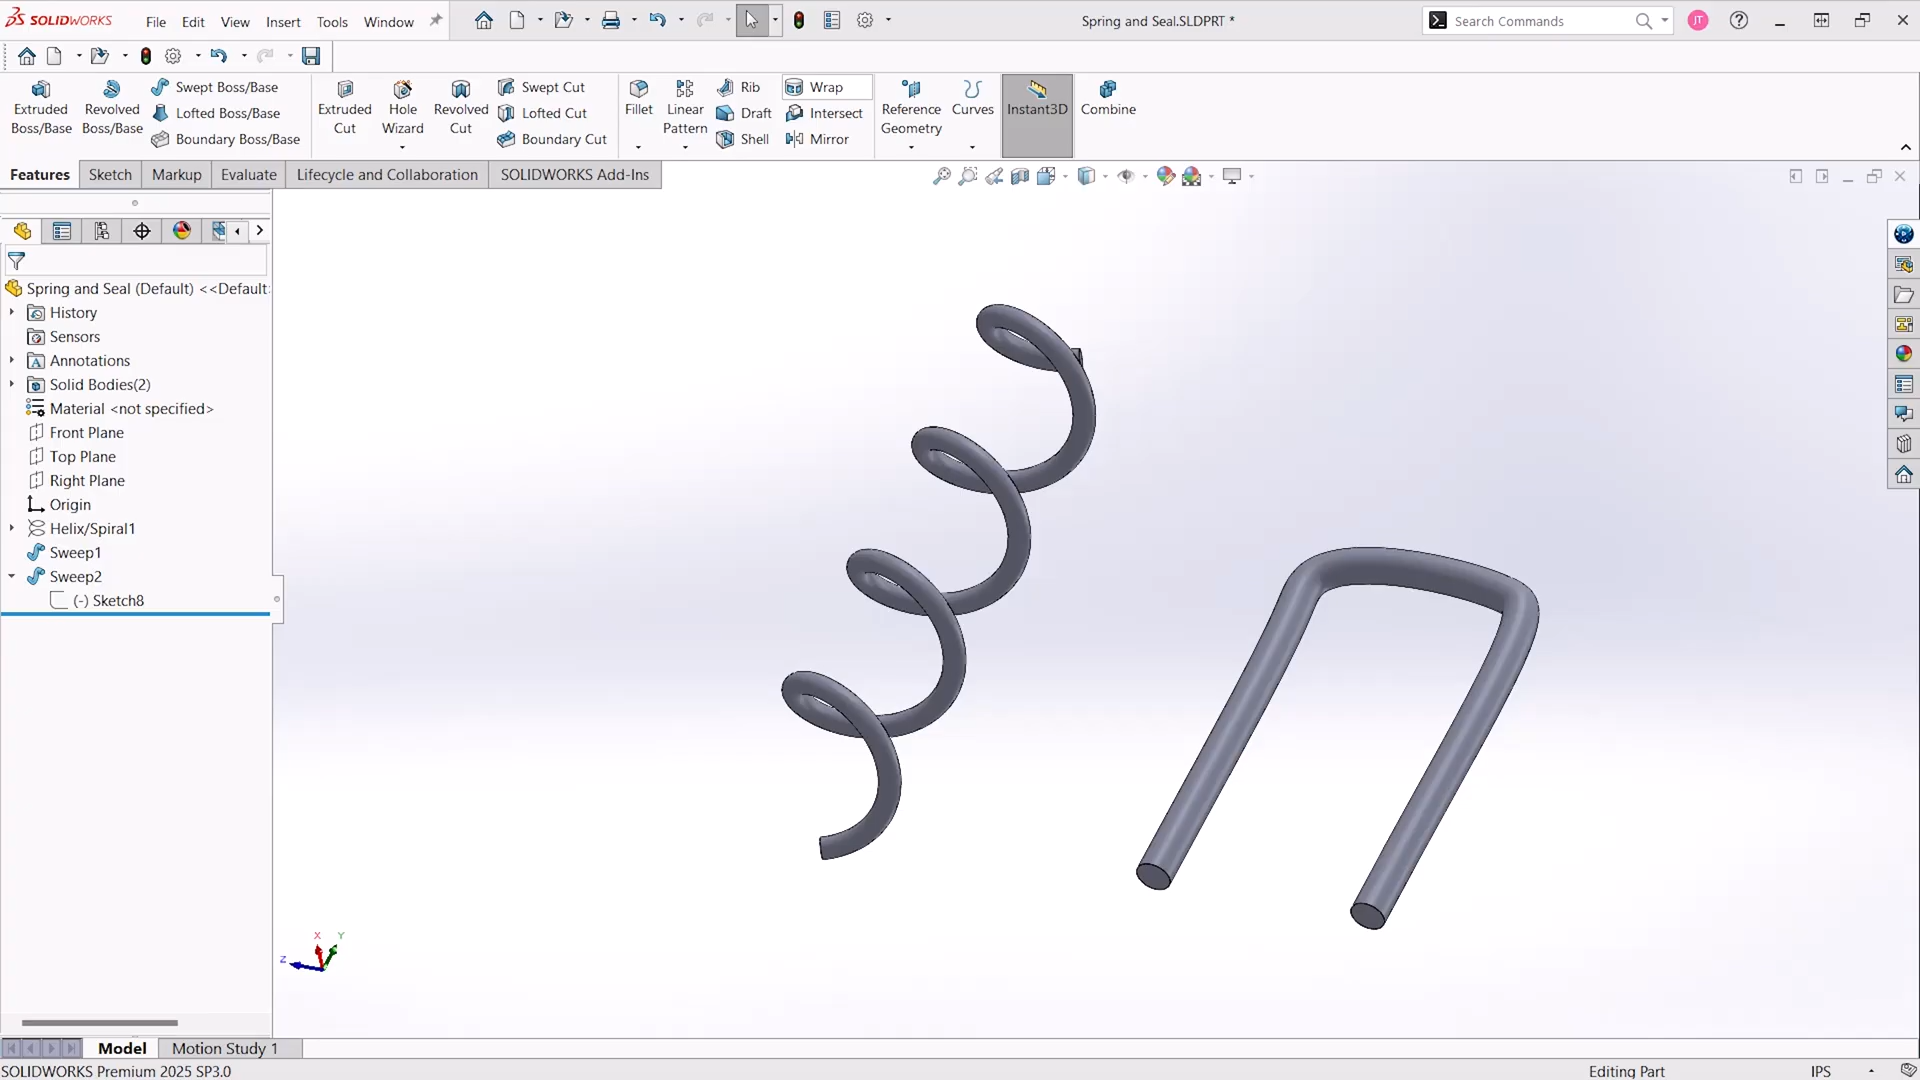 SOLIDWORKS File Edit View Insert Tools Window Spring and Seal.SLDPRT * Search Commands JT
Extruded Boss/Base
Revolved Boss/Base
Swept Boss/Base
Lofted Boss/Base
Boundary Boss/Base
Extruded Cut
Hole Wizard
Revolved Cut
Swept Cut
Lofted Cut
Boundary Cut
Fillet
Linear Pattern
Rib
Draft
Shell
Wrap
Intersect
Mirror
Reference Geometry
Curves
Instant3D
Combine
Features Sketch Markup Evaluate Lifecycle and Collaboration SOLIDWORKS Add-Ins
Spring and Seal (Default) <<Default
History
Sensors
Annotations
Solid Bodies(2)
Material <not specified>
Front Plane
Top Plane
Right Plane
Origin
Helix/Spiral1
Sweep1
Sweep2
(-) Sketch8
X Y
Z
Model Motion Study 1
SOLIDWORKS Premium 2025 SP3.0 Editing Part IPS